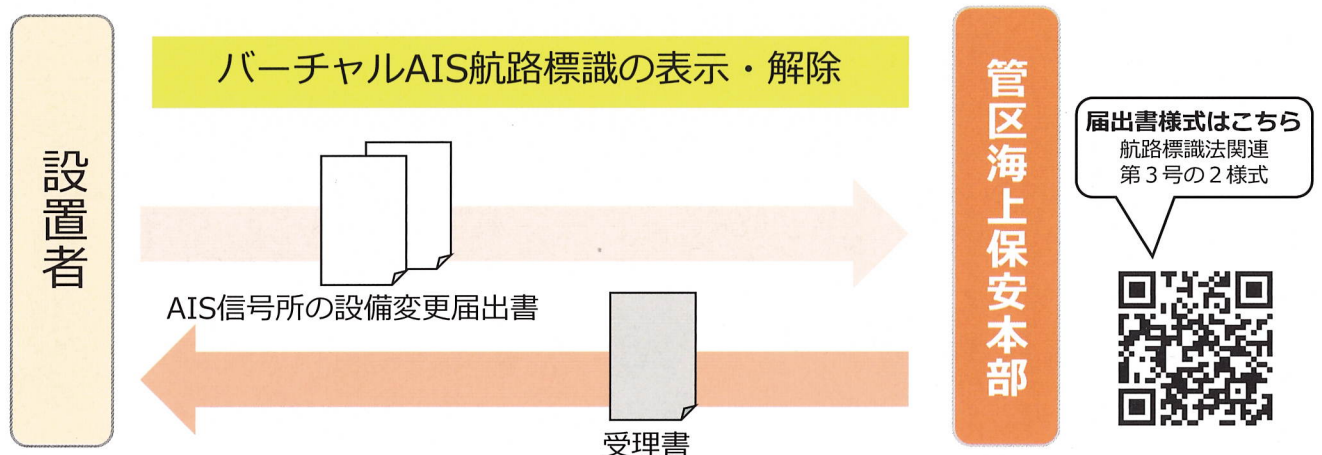 バーチャルAIS航路標識の表示・解除
設置者
管区海上保安本部
届出書様式はこちら
航路標識法関連
第3号の2様式
AIS信号所の設備変更届出書
受理書